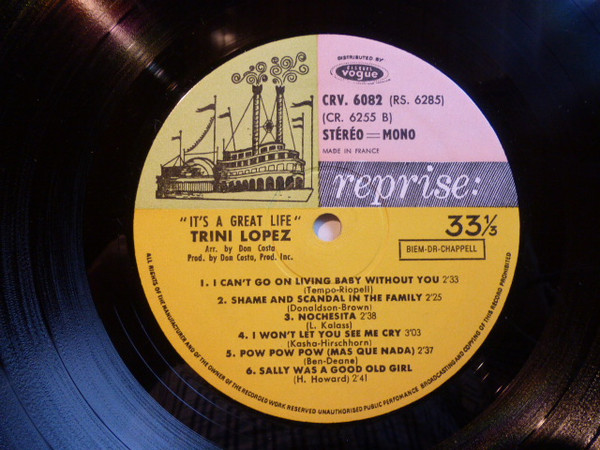 DISTRIBUTED BY
DISQUES
vogue
CRV. 6082 (RS. 6285)
(CR. 6255 B)
STÉRÉO = MONO
MADE IN FRANCE
reprise:
"IT'S A GREAT LIFE"
TRINI LOPEZ
Arr. by Don Costa
Prod. by Don Costa, Prod. Inc.
33 1/3
BIEM-DR-CHAPPELL
1. I CAN'T GO ON LIVING BABY WITHOUT YOU 2'33
(Tempo-Riopell)
2. SHAME AND SCANDAL IN THE FAMILY 2'25
(Donaldson-Brown)
3. NOCHESITA 2'38
(L. Kalass)
4. I WON'T LET YOU SEE ME CRY 3'03
(Kasha-Hirschhorn)
5. POW POW POW (MAS QUE NADA) 2'37
(Ben-Deane)
6. SALLY WAS A GOOD OLD GIRL
(H. Howard) 2'41
ALL RIGHTS OF THE MANUFACTURER AND OF THE OWNER OF THE RECORDED WORK RESERVED UNAUTHORISED PUBLIC PERFOMANCE BROADCASTING AND COPYING OF THIS RECORD PROHIBITED